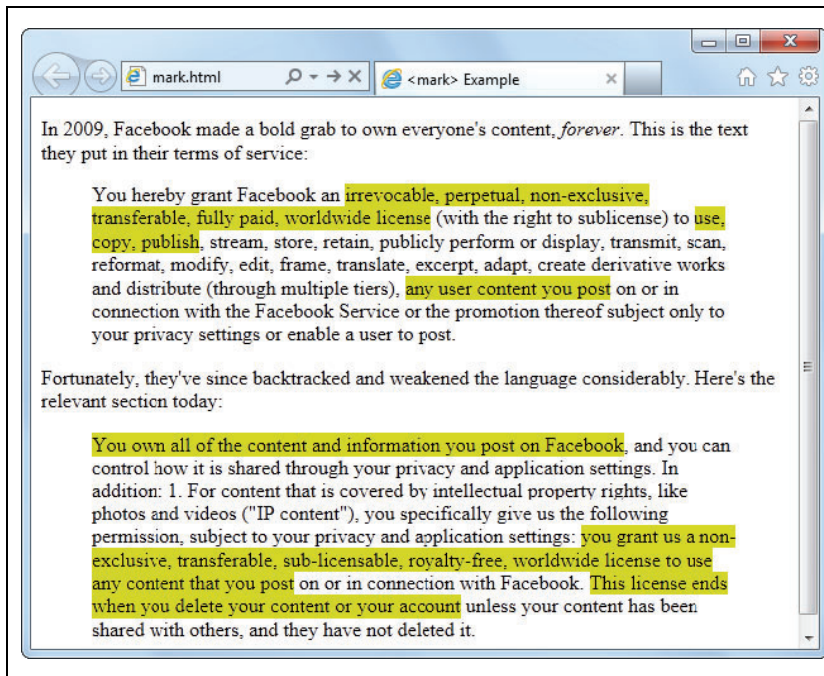 mark.html
<mark> Example
In 2009, Facebook made a bold grab to own everyone's content, forever. This is the text
they put in their terms of service:
You hereby grant Facebook an irrevocable, perpetual, non-exclusive,
transferable, fully paid, worldwide license (with the right to sublicense) to use,
copy, publish, stream, store, retain, publicly perform or display, transmit, scan,
reformat, modify, edit, frame, translate, excerpt, adapt, create derivative works
and distribute (through multiple tiers), any user content you post on or in
connection with the Facebook Service or the promotion thereof subject only to
your privacy settings or enable a user to post.
Fortunately, they've since backtracked and weakened the language considerably. Here's the
relevant section today:
You own all of the content and information you post on Facebook, and you can
control how it is shared through your privacy and application settings. In
addition: 1. For content that is covered by intellectual property rights, like
photos and videos ("IP content"), you specifically give us the following
permission, subject to your privacy and application settings: you grant us a non-
exclusive, transferable, sub-licensable, royalty-free, worldwide license to use
any content that you post on or in connection with Facebook. This license ends
when you delete your content or your account unless your content has been
shared with others, and they have not deleted it.